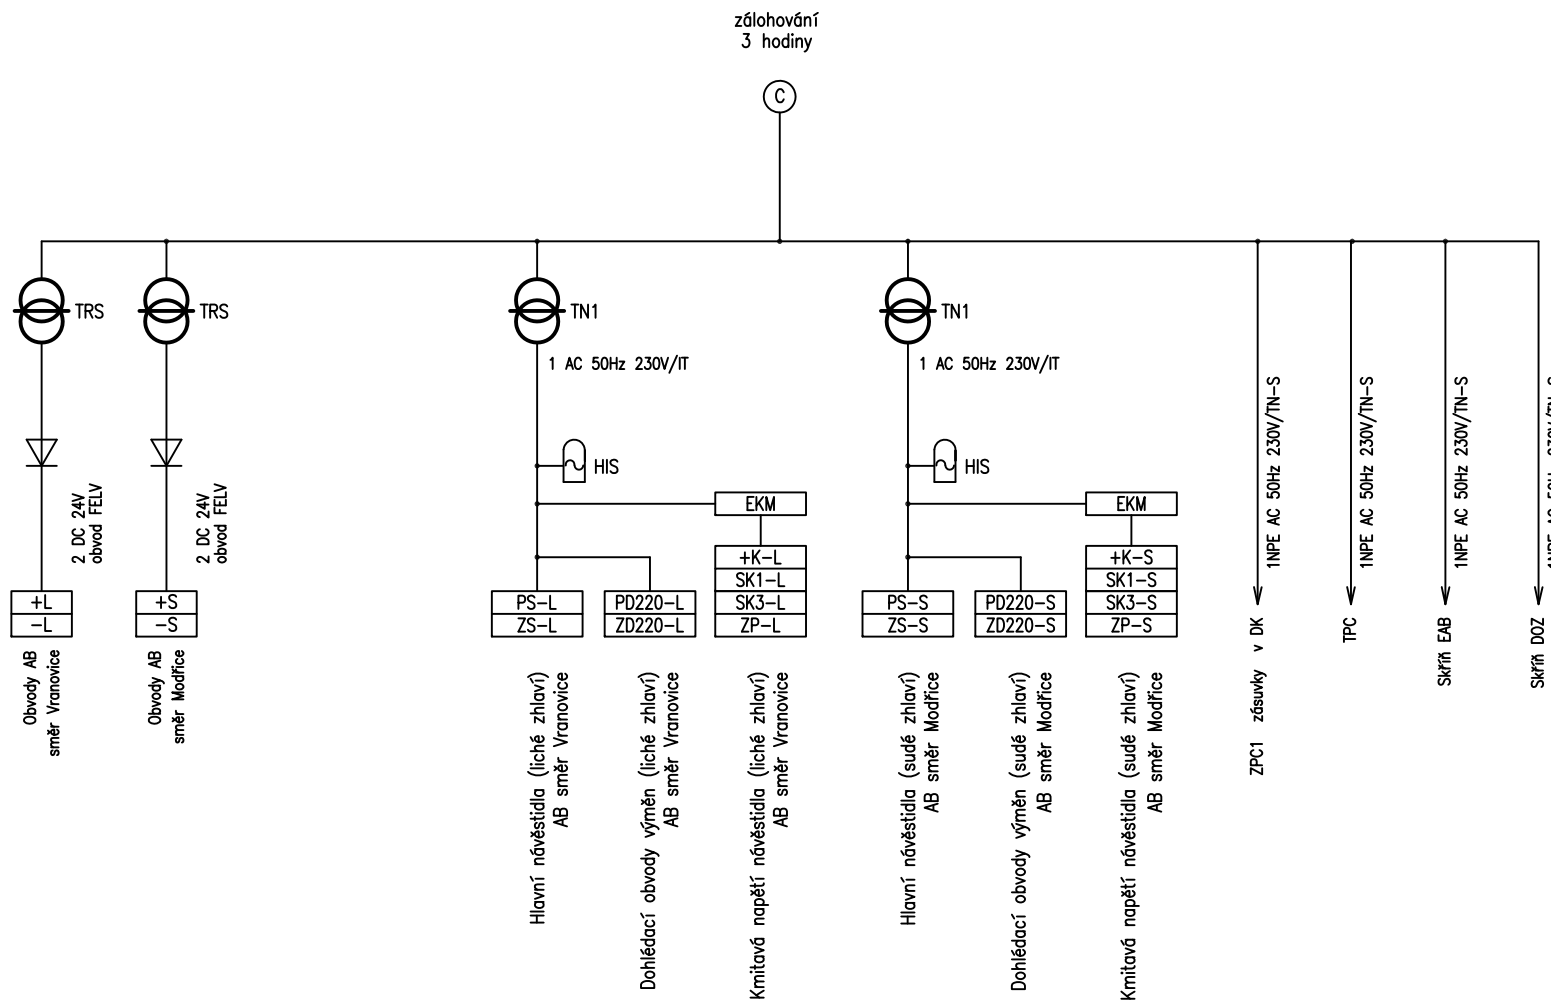 zálohování
3 hodiny
C
TRS
TRS
TN1
TN1
1 AC 50Hz 230V/IT
1 AC 50Hz 230V/IT
2 DC 24V
obvod FELV
2 DC 24V
obvod FELV
HIS
HIS
EKM
EKM
1NPE AC 50Hz 230V/TN-S
1NPE AC 50Hz 230V/TN-S
1NPE AC 50Hz 230V/TN-S
1NPE AC 50Hz 230V/TN-S
+L
-L
+S
-S
PS-L
ZS-L
PD220-L
ZD220-L
+K-L
SK1-L
SK3-L
ZP-L
PS-S
ZS-S
PD220-S
ZD220-S
+K-S
SK1-S
SK3-S
ZP-S
Obvody AB
směr Vranovice
Obvody AB
směr Modřice
Hlavní návěstidla (liché zhlaví)
AB směr Vranovice
Dohlédací obvody výměn (liché zhlaví)
AB směr Vranovice
Kmitavá napětí návěstidla (liché zhlaví)
AB směr Vranovice
Hlavní návěstidla (sudé zhlaví)
AB směr Modřice
Dohlédací obvody výměn (sudé zhlaví)
AB směr Modřice
Kmitavá napětí návěstidla (sudé zhlaví)
AB směr Modřice
ZPC1 zásuvky v DK
TPC
Skříň EAB
Skříň DOZ